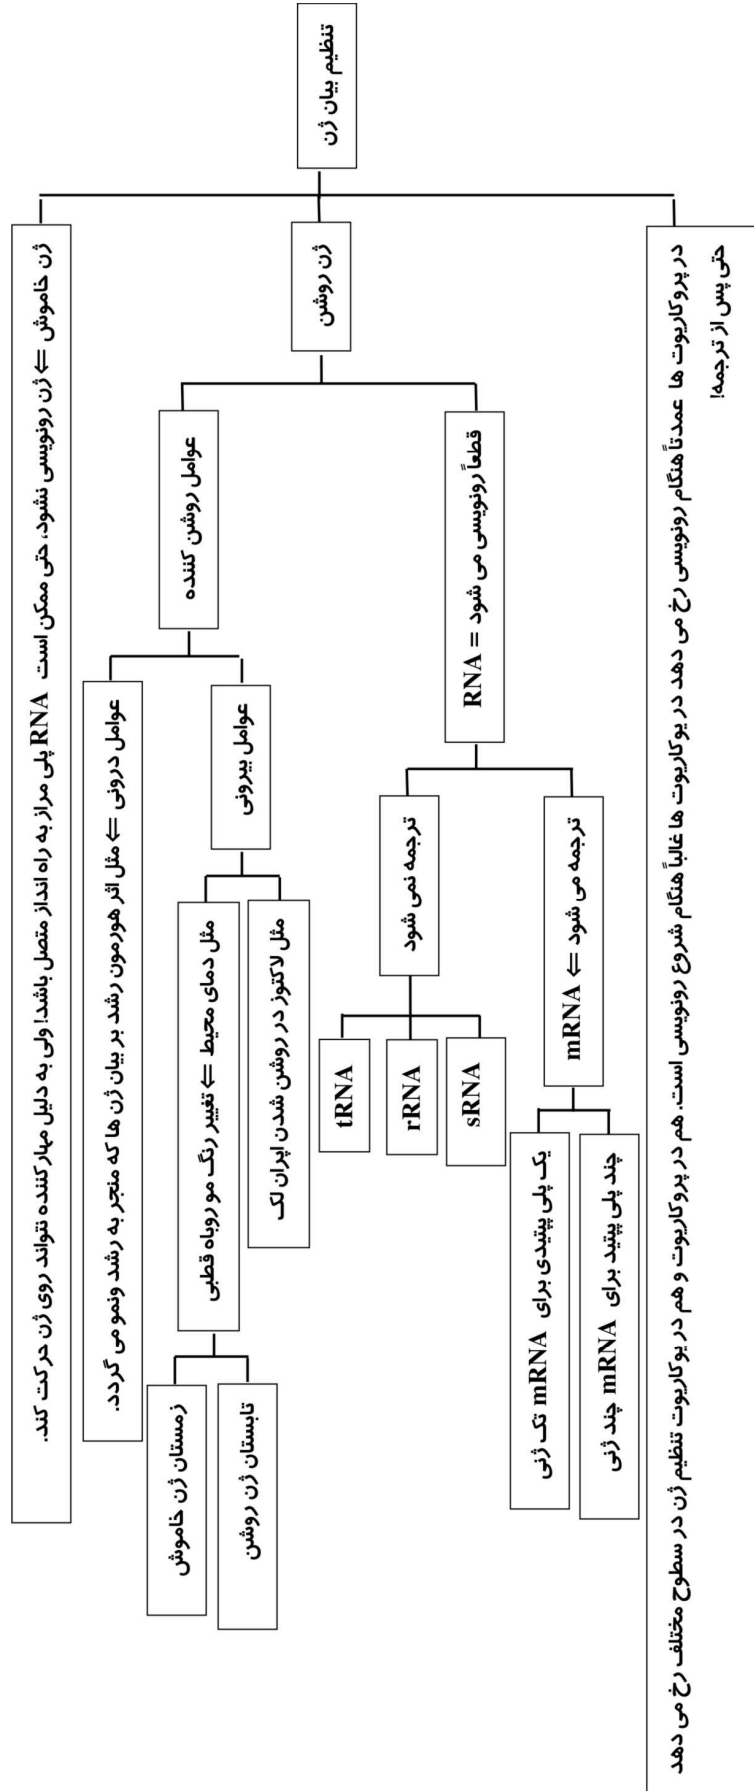 تنظیم بیان ژن
در پروکاریوت ها عمدتاً هنگام رونویسی رخ می دهد در یوکاریوت ها غالباً هنگام شروع رونویسی است. هم در پروکاریوت و هم در یوکاریوت تنظیم ژن در سطوح مختلف رخ می دهد
حتی پس از ترجمه!
ژن روشن
قطعاً رونویسی می شود = RNA
ترجمه می شود ⇐ mRNA
چند پلی پپتید برای mRNA چند ژنی
یک پلی پپتیدی برای mRNA تک ژنی
ترجمه نمی شود
sRNA
rRNA
tRNA
عوامل روشن کننده
عوامل بیرونی
مثل لاکتوز در روشن شدن اپران لک
مثل دمای محیط ⇐ تغییر رنگ مو روباه قطبی
تابستان ژن روشن
زمستان ژن خاموش
عوامل درونی ⇐ مثل اثر هورمون رشد بر بیان ژن ها که منجر به رشد ونمو می گردد.
ژن خاموش ⇐ ژن رونویسی نشود، حتی ممکن است RNA پلی مراز به راه انداز متصل باشد! ولی به دلیل مهارکننده نتواند روی ژن حرکت کند.